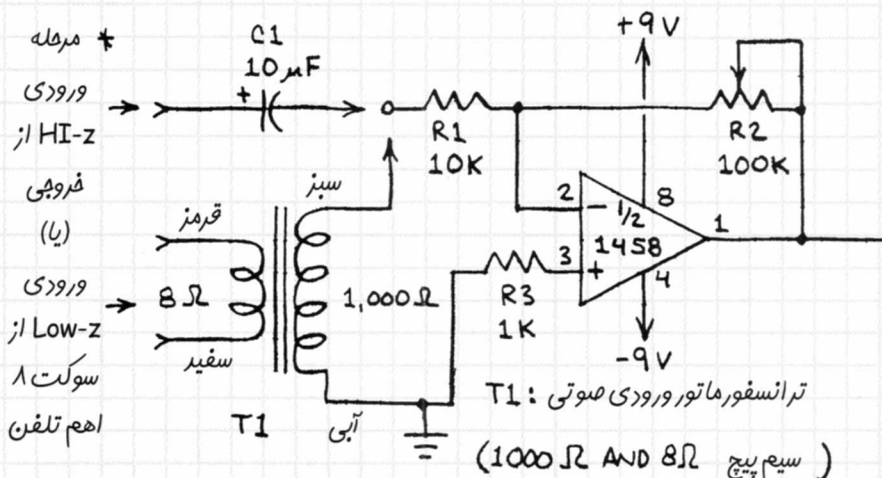 * مرحله
ورودی
از HI-z
خروجی
(یا)
ورودی
از Low-z
سوکت ۸
اهم تلفن
C1
10 µF
+
R1
10K
+9V
R2
100K
سبز
قرمز
8Ω
سفید
1,000Ω
آبی
T1
2
−
1/2
1458
3
+
8
1
4
R3
1K
-9V
T1: ترانسفورماتور ورودی صوتی
(1000Ω AND 8Ω سیم پیچ)